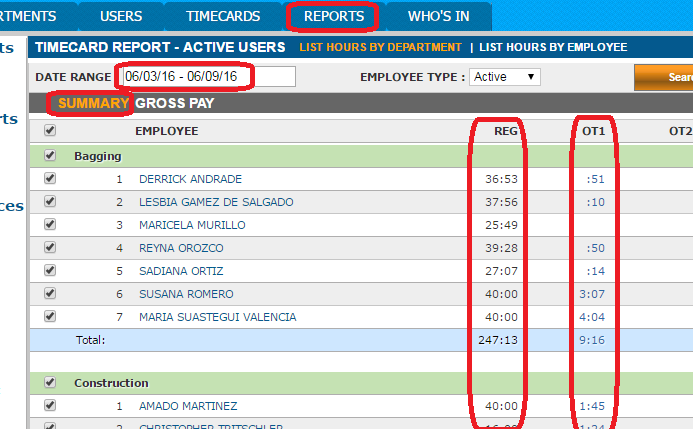 RTMENTS USERS TIMECARDS REPORTS WHO'S IN
ts
TIMECARD REPORT - ACTIVE USERS LIST HOURS BY DEPARTMENT | LIST HOURS BY EMPLOYEE
DATE RANGE 06/03/16 - 06/09/16 EMPLOYEE TYPE : Active Sear
SUMMARY GROSS PAY
rts
EMPLOYEE REG OT1 OT2
Bagging
1 DERRICK ANDRADE 36:53 :51
2 LESBIA GAMEZ DE SALGADO 37:56 :10
ces
3 MARICELA MURILLO 25:49
4 REYNA OROZCO 39:28 :50
5 SADIANA ORTIZ 27:07 :14
6 SUSANA ROMERO 40:00 3:07
7 MARIA SUASTEGUI VALENCIA 40:00 4:04
Total: 247:13 9:16
Construction
1 AMADO MARTINEZ 40:00 1:45
2 CHRISTOPHER TRITSCHLER 16:00 1:24